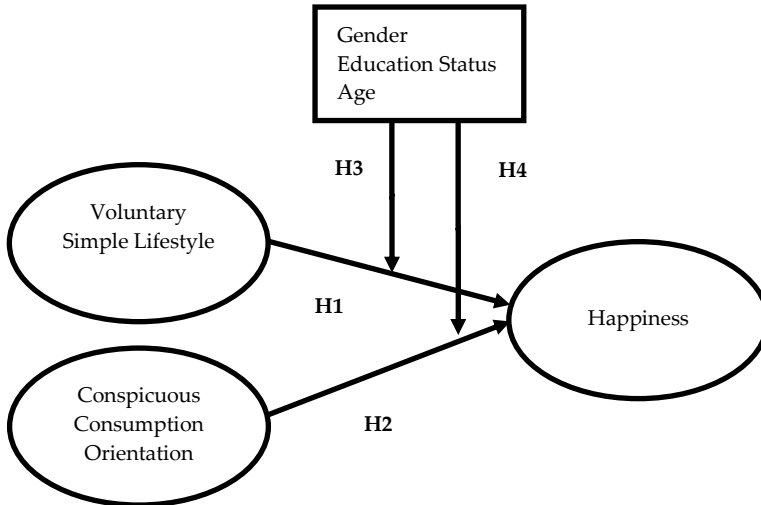 Gender
Education Status
Age
H3
H4
Voluntary
Simple Lifestyle
H1
Happiness
Conspicuous
Consumption
Orientation
H2